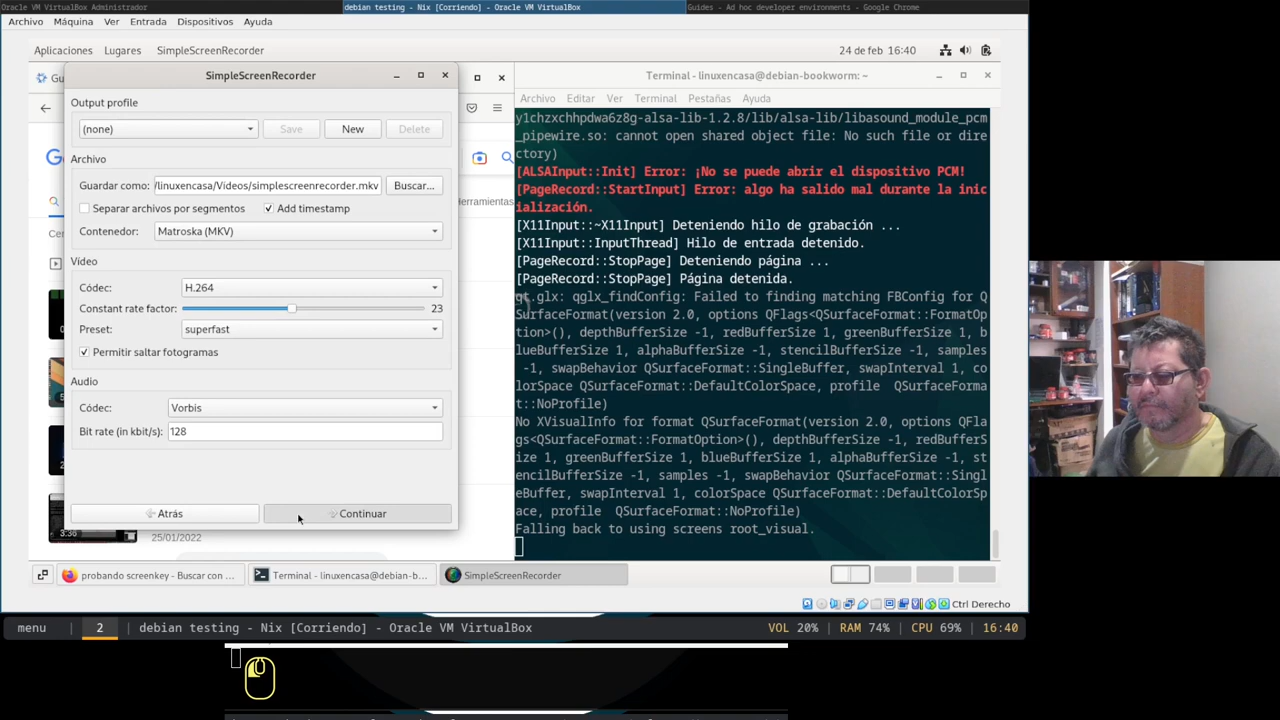 Oracle VM VirtualBox Administrador
debian testing - Nix [Corriendo] - Oracle VM VirtualBox
Guides - Ad hoc developer environments - Google Chrome
Archivo Máquina Ver Entrada Dispositivos Ayuda
Aplicaciones Lugares SimpleScreenRecorder
24 de feb 16:40
Gu
SimpleScreenRecorder
Output profile
(none)
Save
New
Delete
Archivo
Guardar como: /linuxencasa/Vídeos/simplescreenrecorder.mkv Buscar...
Separar archivos por segmentos
Add timestamp
Contenedor: Matroska (MKV)
Vídeo
Códec: H.264
Constant rate factor: 23
Preset: superfast
Permitir saltar fotogramas
Audio
Códec: Vorbis
Bit rate (in kbit/s): 128
Atrás
Continuar
Herramientas
Cer
3:36
25/01/2022
Terminal - linuxencasa@debian-bookworm: ~
Archivo Editar Ver Terminal Pestañas Ayuda
y1chzxchhpdwa6z8g-alsa-lib-1.2.8/lib/alsa-lib/libasound_module_pcm
_pipewire.so: cannot open shared object file: No such file or dire
ctory)
[ALSAInput::Init] Error: ¡No se puede abrir el dispositivo PCM!
[PageRecord::StartInput] Error: algo ha salido mal durante la inic
ialización.
[X11Input::~X11Input] Deteniendo hilo de grabación ...
[X11Input::InputThread] Hilo de entrada detenido.
[PageRecord::StopPage] Deteniendo página ...
[PageRecord::StopPage] Página detenida.
qt.glx: qglx_findConfig: Failed to finding matching FBConfig for Q
SurfaceFormat(version 2.0, options QFlags<QSurfaceFormat::FormatOp
tion>(), depthBufferSize -1, redBufferSize 1, greenBufferSize 1, b
lueBufferSize 1, alphaBufferSize -1, stencilBufferSize -1, samples
-1, swapBehavior QSurfaceFormat::SingleBuffer, swapInterval 1, co
lorSpace QSurfaceFormat::DefaultColorSpace, profile  QSurfaceForma
t::NoProfile)
No XVisualInfo for format QSurfaceFormat(version 2.0, options QFla
gs<QSurfaceFormat::FormatOption>(), depthBufferSize -1, redBufferS
ize 1, greenBufferSize 1, blueBufferSize 1, alphaBufferSize -1, st
encilBufferSize -1, samples -1, swapBehavior QSurfaceFormat::Singl
eBuffer, swapInterval 1, colorSpace QSurfaceFormat::DefaultColorSp
ace, profile  QSurfaceFormat::NoProfile)
Falling back to using screens root_visual.
probando screenkey - Buscar con ...
Terminal - linuxencasa@debian-b...
SimpleScreenRecorder
Ctrl Derecho
menu | 2 | debian testing - Nix [Corriendo] - Oracle VM VirtualBox
VOL 20% | RAM 74% | CPU 69% | 16:40